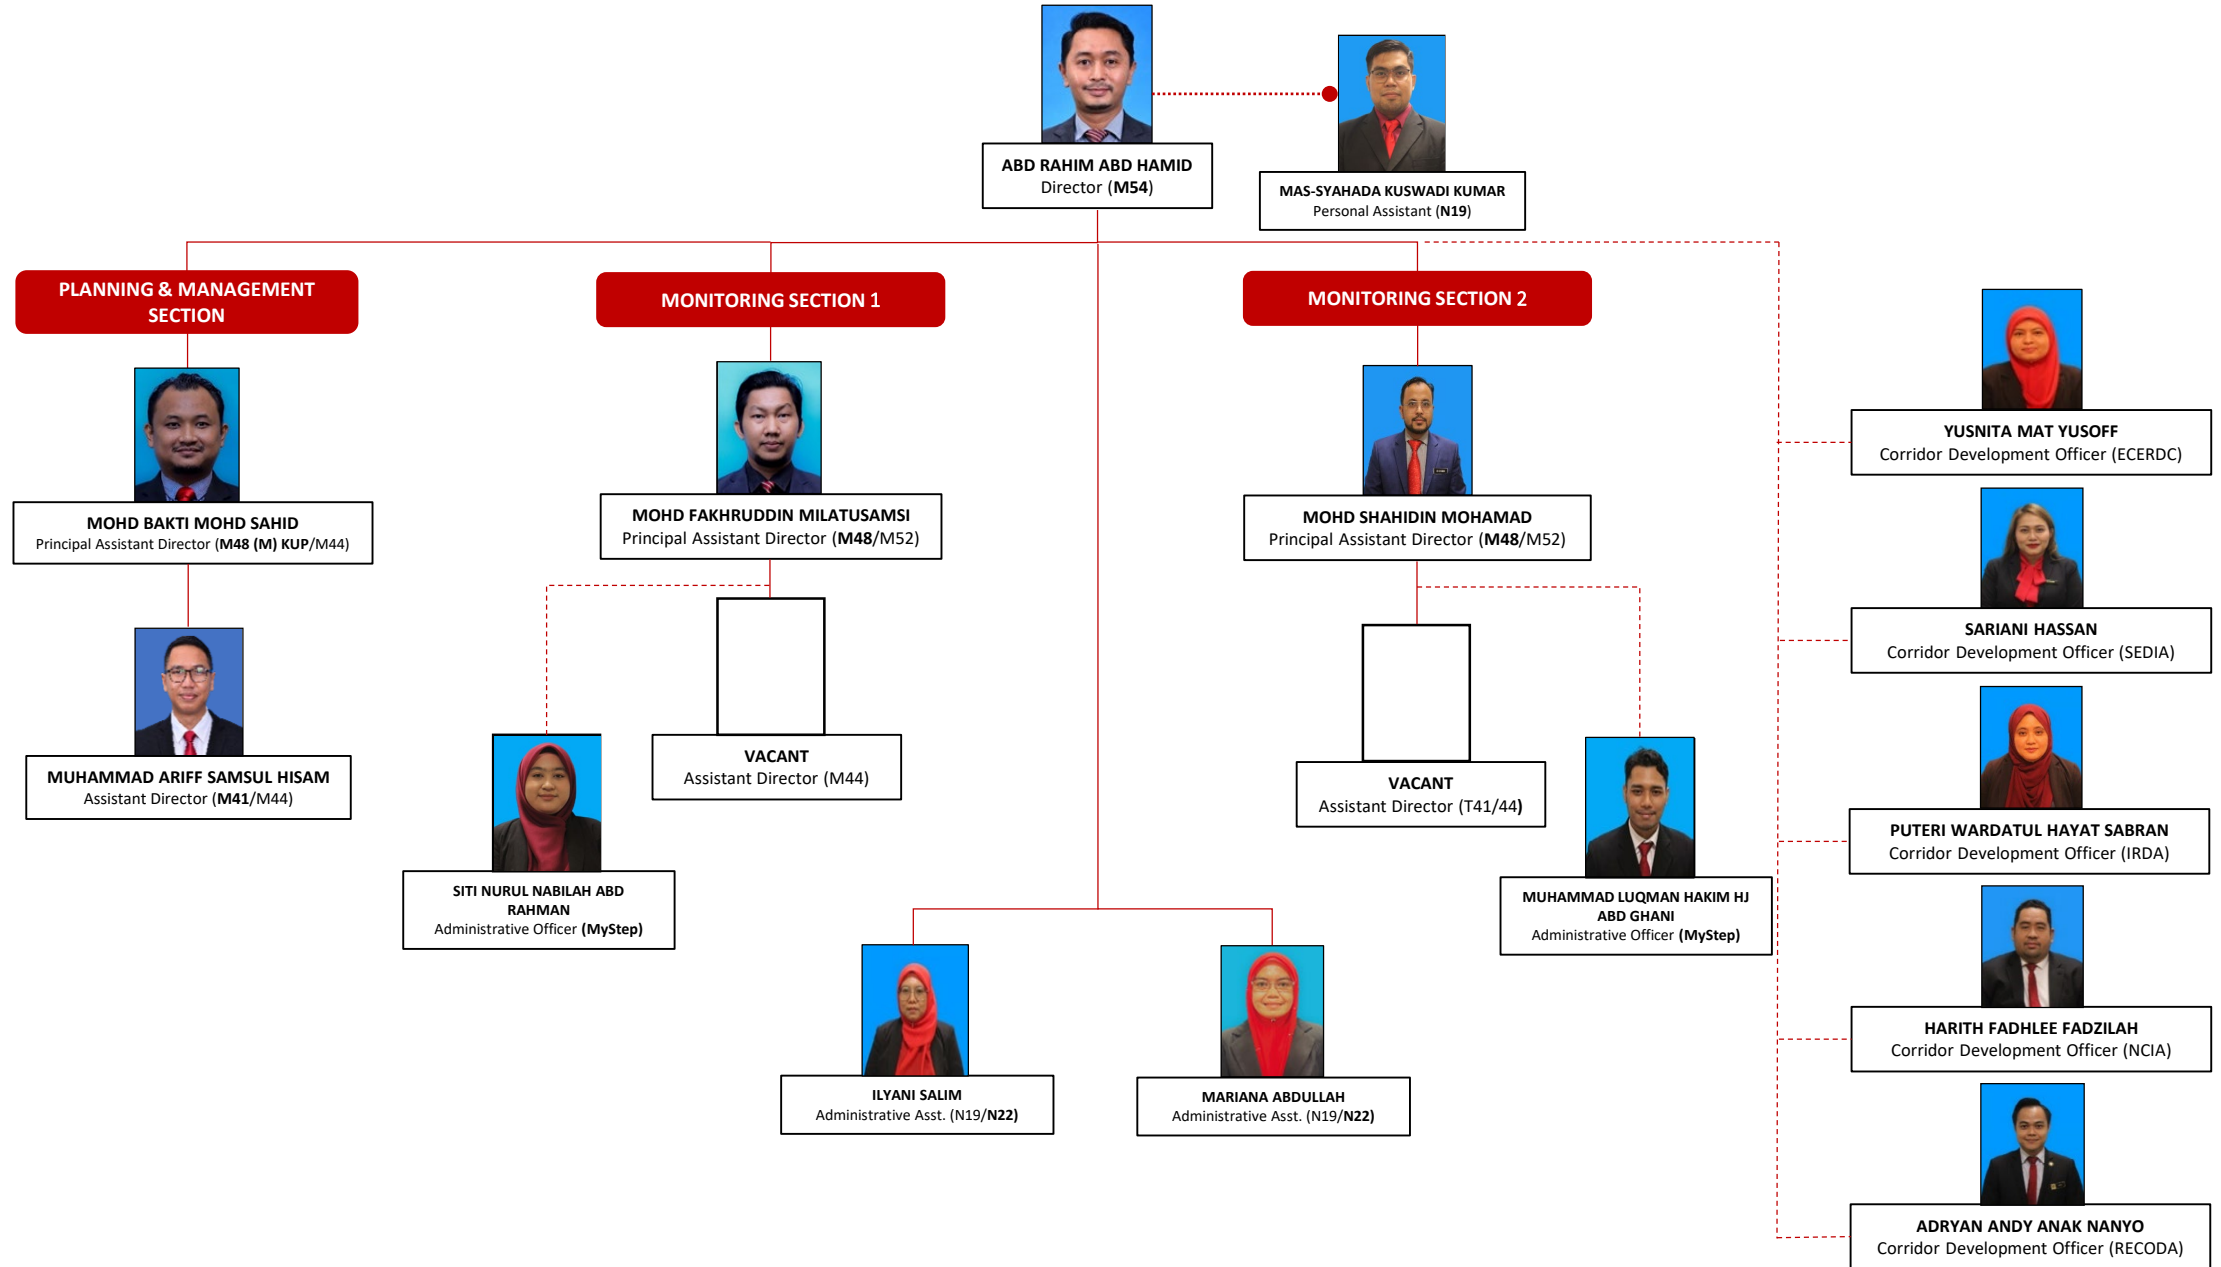 ABD RAHIM ABD HAMID
Director (M54)
MAS-SYAHADA KUSWADI KUMAR
Personal Assistant (N19)
PLANNING & MANAGEMENT
SECTION
MONITORING SECTION 1
MONITORING SECTION 2
MOHD BAKTI MOHD SAHID
Principal Assistant Director (M48 (M) KUP/M44)
MOHD FAKHRUDDIN MILATUSAMSI
Principal Assistant Director (M48/M52)
MOHD SHAHIDIN MOHAMAD
Principal Assistant Director (M48/M52)
YUSNITA MAT YUSOFF
Corridor Development Officer (ECERDC)
SARIANI HASSAN
Corridor Development Officer (SEDIA)
MUHAMMAD ARIFF SAMSUL HISAM
Assistant Director (M41/M44)
VACANT
Assistant Director (M44)
VACANT
Assistant Director (T41/44)
PUTERI WARDATUL HAYAT SABRAN
Corridor Development Officer (IRDA)
SITI NURUL NABILAH ABD
RAHMAN
Administrative Officer (MyStep)
MUHAMMAD LUQMAN HAKIM HJ
ABD GHANI
Administrative Officer (MyStep)
HARITH FADHLEE FADZILAH
Corridor Development Officer (NCIA)
ILYANI SALIM
Administrative Asst. (N19/N22)
MARIANA ABDULLAH
Administrative Asst. (N19/N22)
ADRYAN ANDY ANAK NANYO
Corridor Development Officer (RECODA)